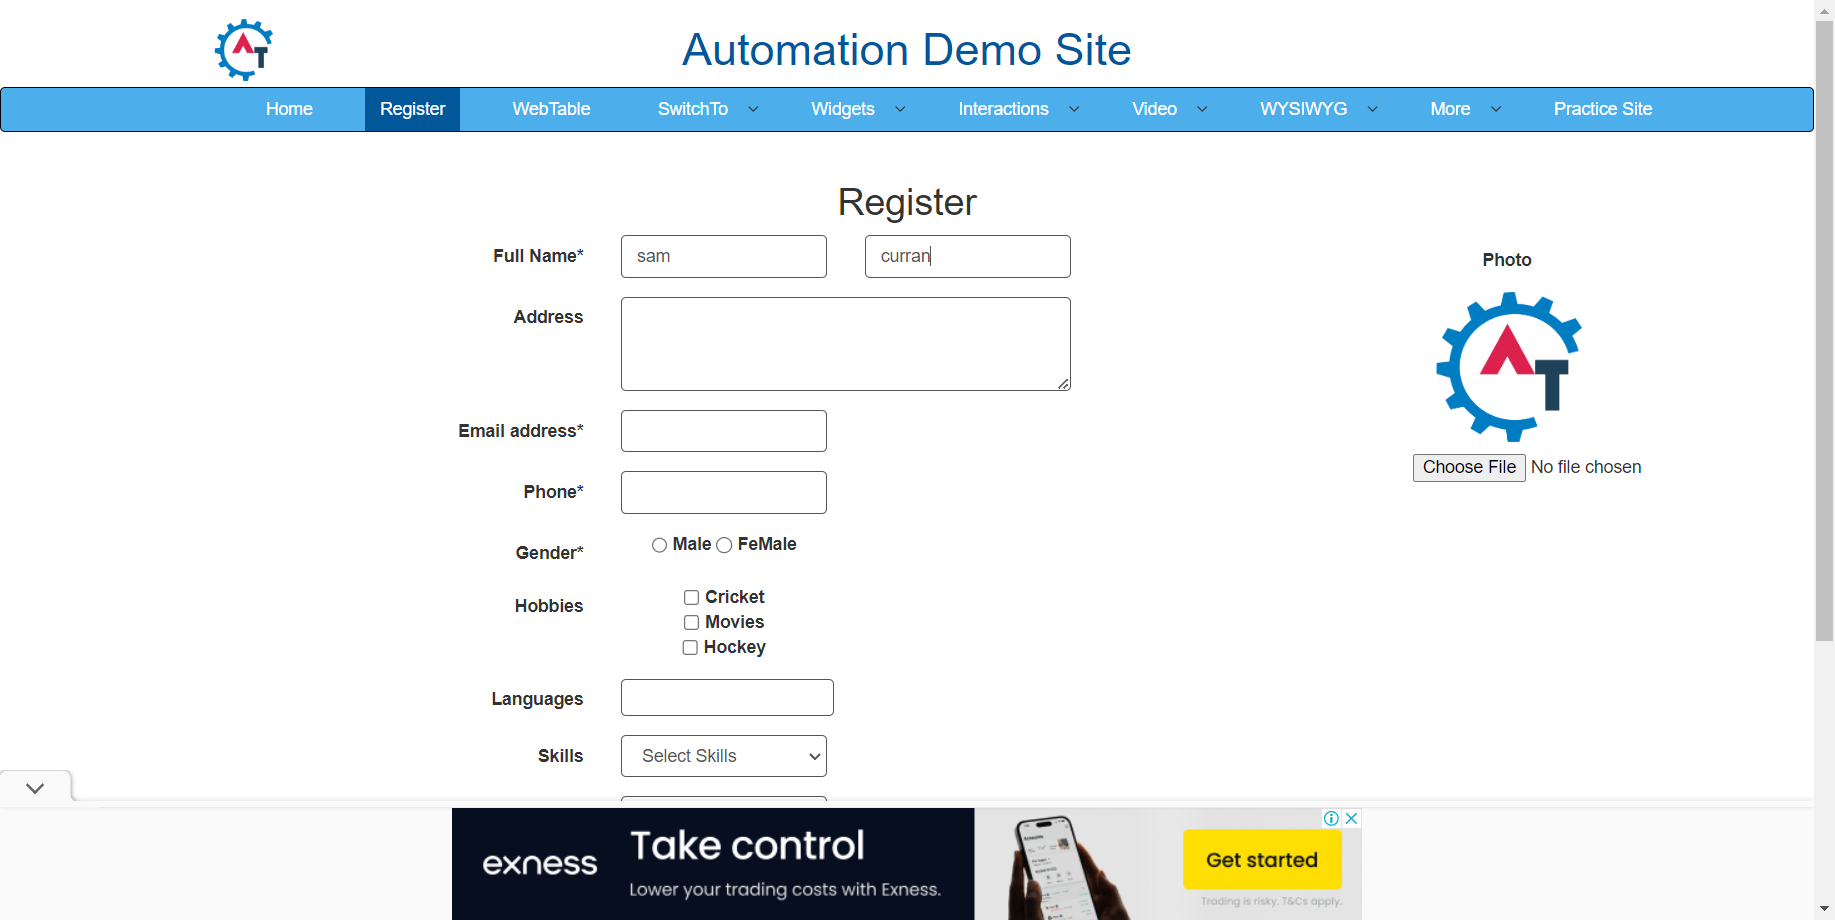 Automation Demo Site
Home Register WebTable SwitchTo Widgets Interactions Video WYSIWYG More Practice Site
Register
Full Name* sam curran
Photo
Address
Email address*
Choose File No file chosen
Phone*
Gender* Male FeMale
Hobbies Cricket
Movies
Hockey
Languages
Skills Select Skills
exness
Take control
Lower your trading costs with Exness.
Get started
Trading is risky. T&Cs apply.